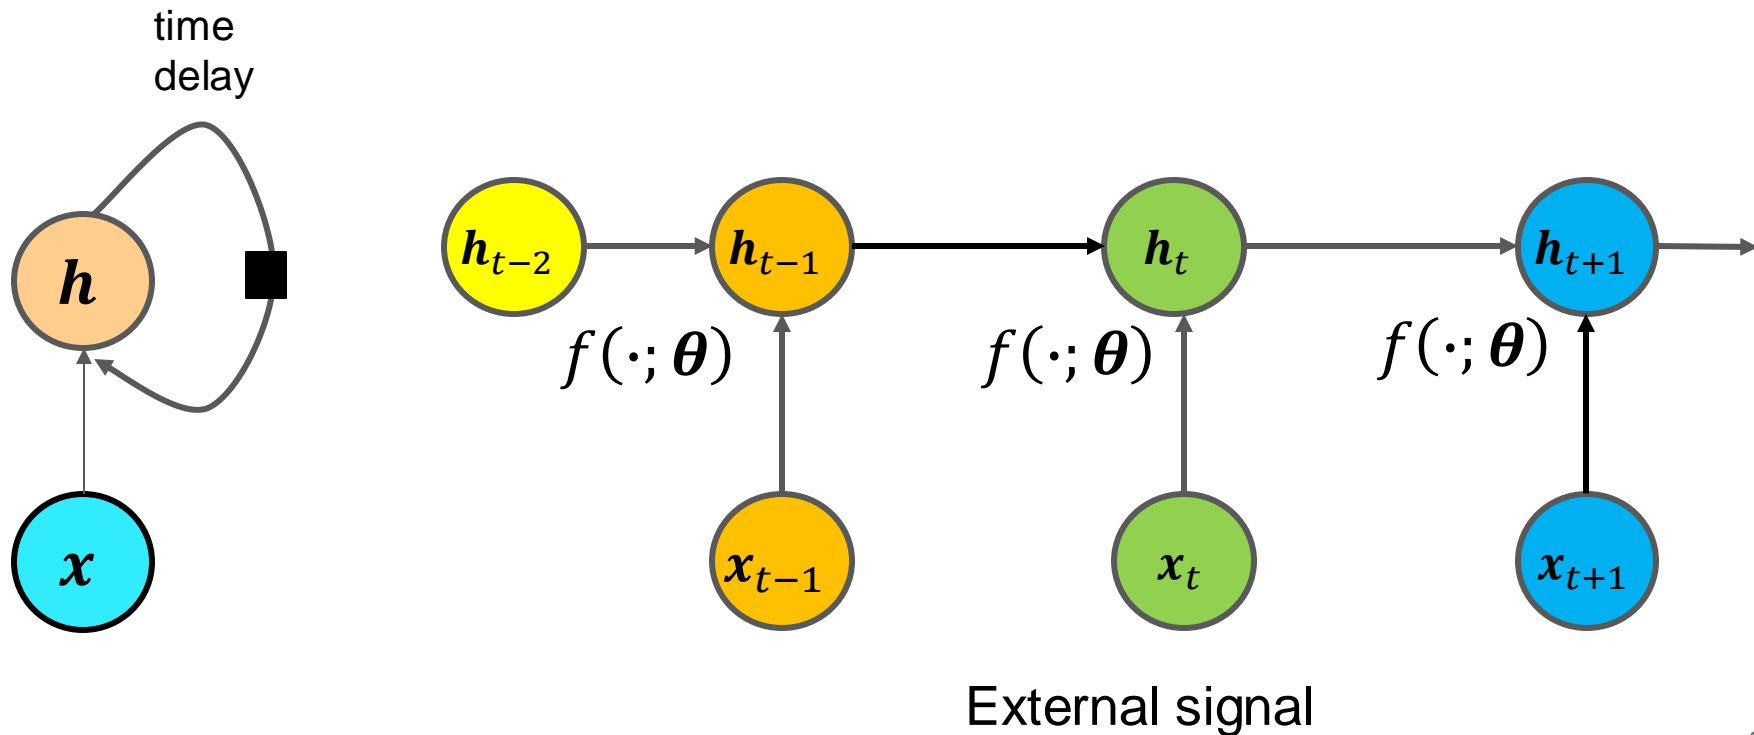 time
delay
h
x
h_{t−2}
h_{t−1}
h_t
h_{t+1}
f(·; θ)
f(·; θ)
f(·; θ)
x_{t−1}
x_t
x_{t+1}
External signal